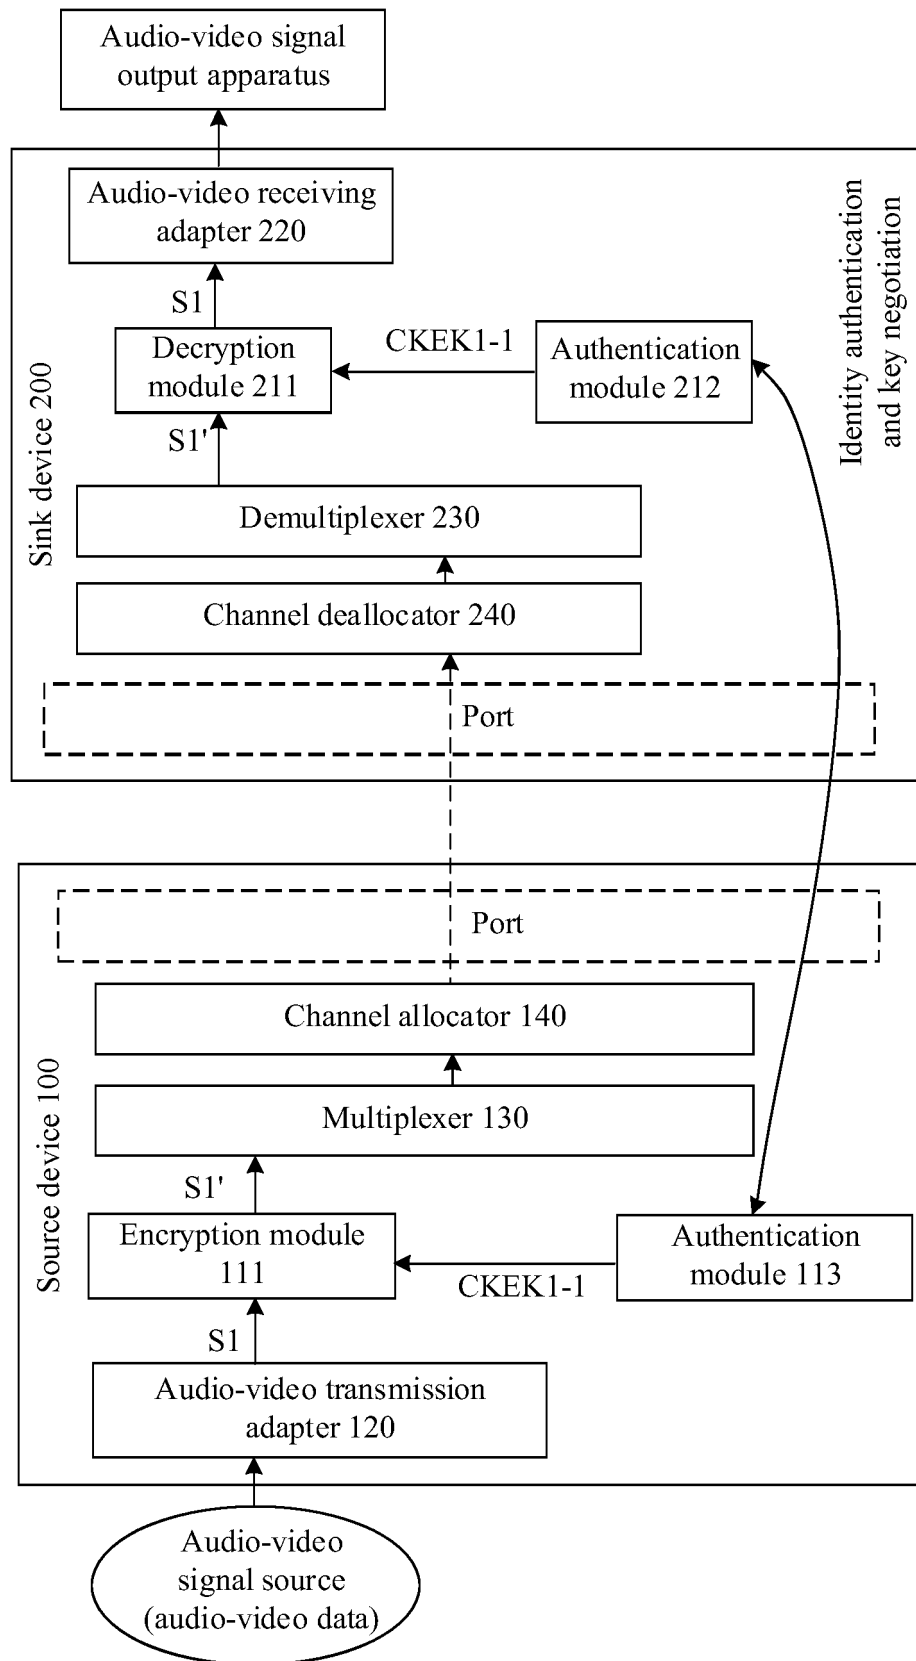 Audio-video signal
output apparatus
Audio-video receiving
adapter 220
S1
Decryption
module 211
CKEK1-1
Authentication
module 212
Identity authentication
and key negotiation
S1'
Sink device 200
Demultiplexer 230
Channel deallocator 240
Port
Port
Channel allocator 140
Multiplexer 130
Source device 100
S1'
Encryption module
111
CKEK1-1
Authentication
module 113
S1
Audio-video transmission
adapter 120
Audio-video
signal source
(audio-video data)